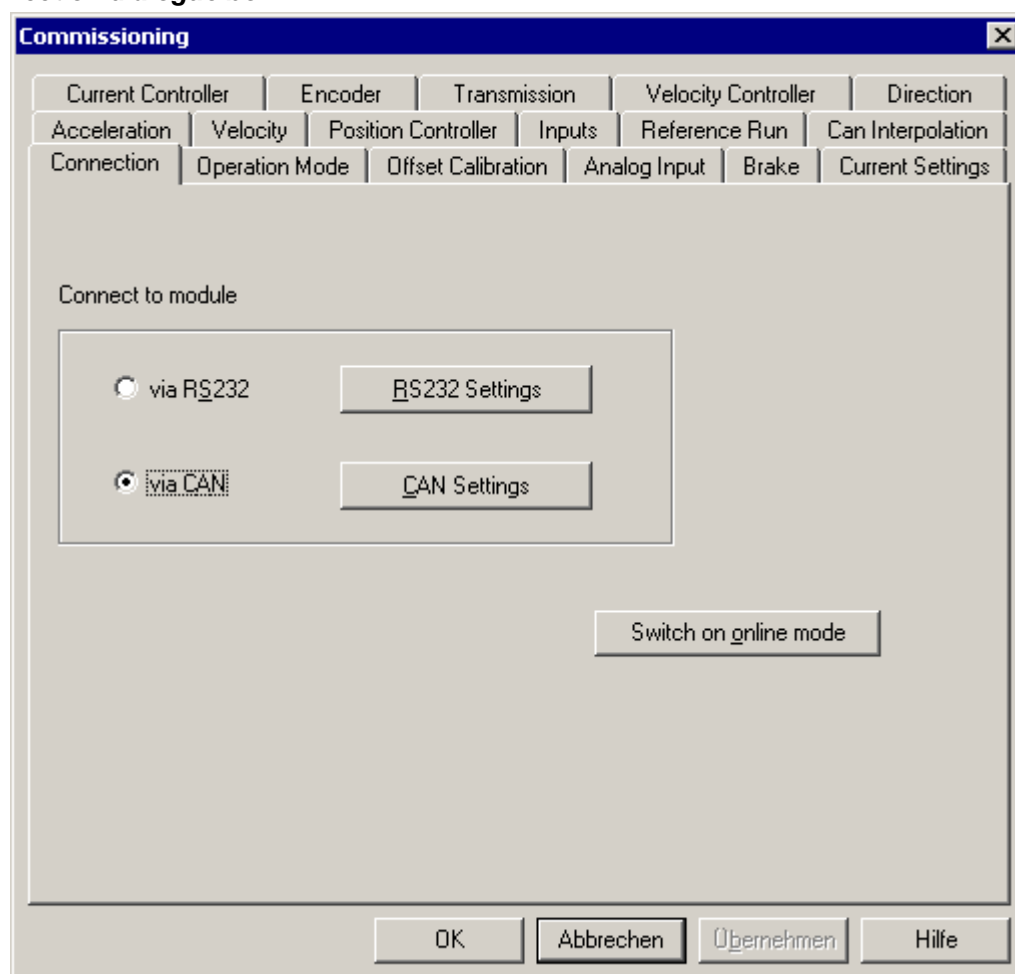 Commissioning
Current Controller Encoder Transmission Velocity Controller Direction
Acceleration Velocity Position Controller Inputs Reference Run Can Interpolation
Connection Operation Mode Offset Calibration Analog Input Brake Current Settings
Connect to module
via RS232 RS232 Settings
via CAN CAN Settings
Switch on online mode
OK Abbrechen Übernehmen Hilfe